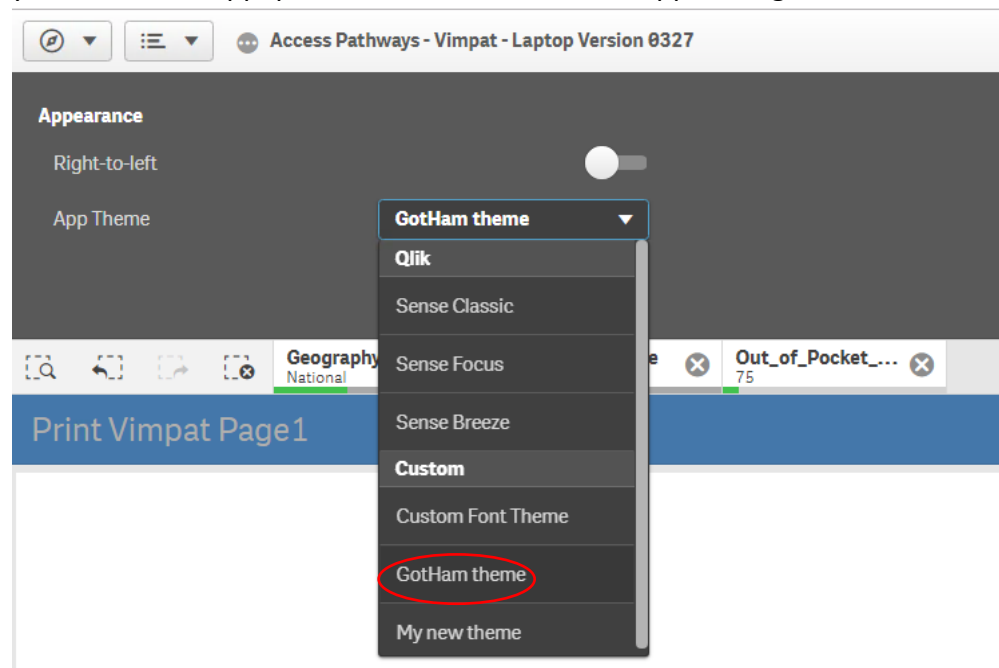 Access Pathways - Vimpat - Laptop Version 0327
Appearance
Right-to-left
App Theme
GotHam theme
Qlik
Sense Classic
Sense Focus
Sense Breeze
Custom
Custom Font Theme
GotHam theme
My new theme
Geography
National
e
Out_of_Pocket_...
75
Print Vimpat Page1